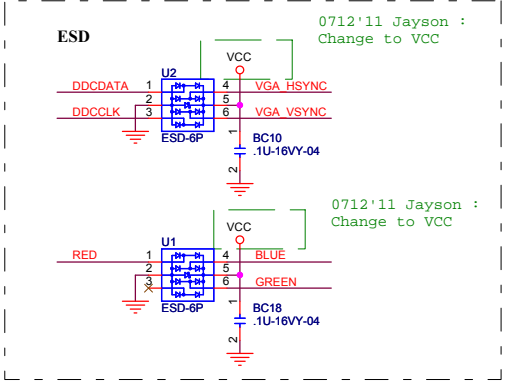 0712'11 Jayson :
Change to VCC
ESD
VCC
U2
DDCDATA 1 4 VGA_HSYNC
2 5
DDCCLK 3 6 VGA_VSYNC
ESD-6P
1
BC10
.1U-16VY-04
2
0712'11 Jayson :
Change to VCC
VCC
U1
RED 1 4 BLUE
2 5
3 6 GREEN
ESD-6P
1
BC18
.1U-16VY-04
2